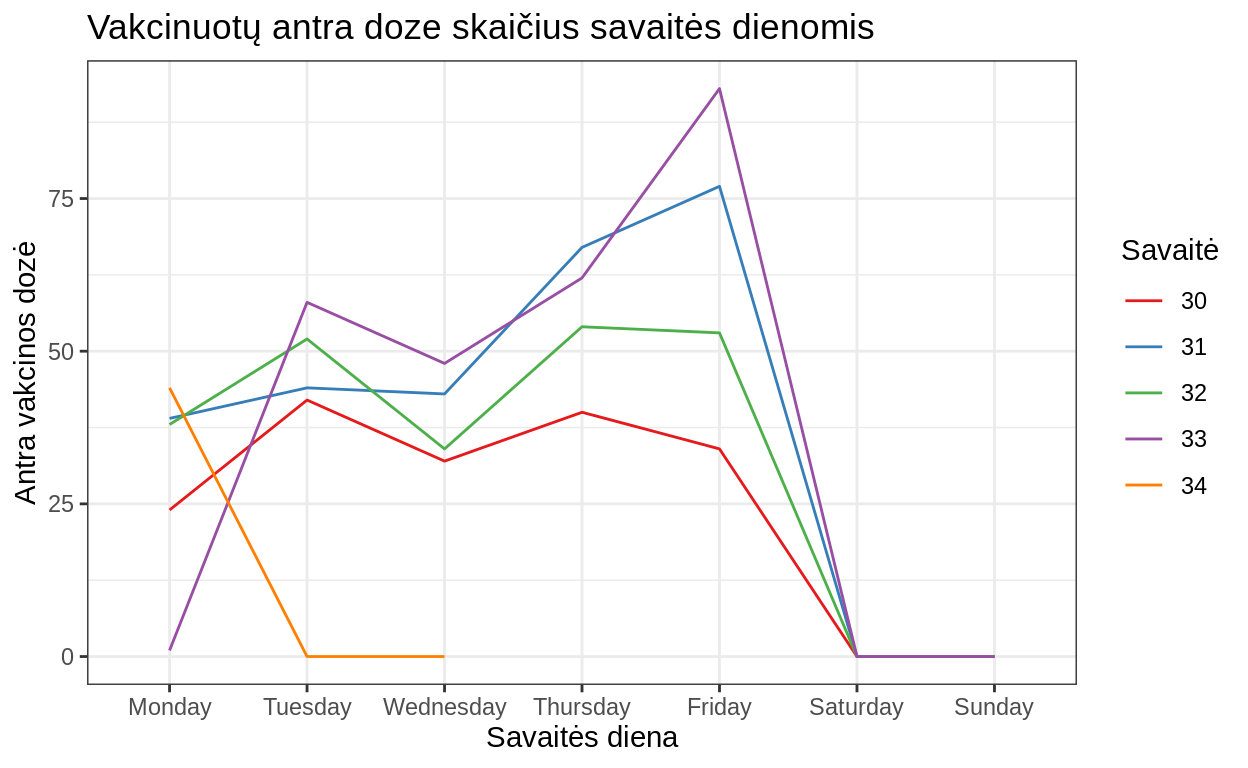 Vakcinuotų antra doze skaičius savaitės dienomis
Antra vakcinos dozė
75
50
25
0
Monday Tuesday Wednesday Thursday Friday Saturday Sunday
Savaitės diena
Savaitė
30
31
32
33
34